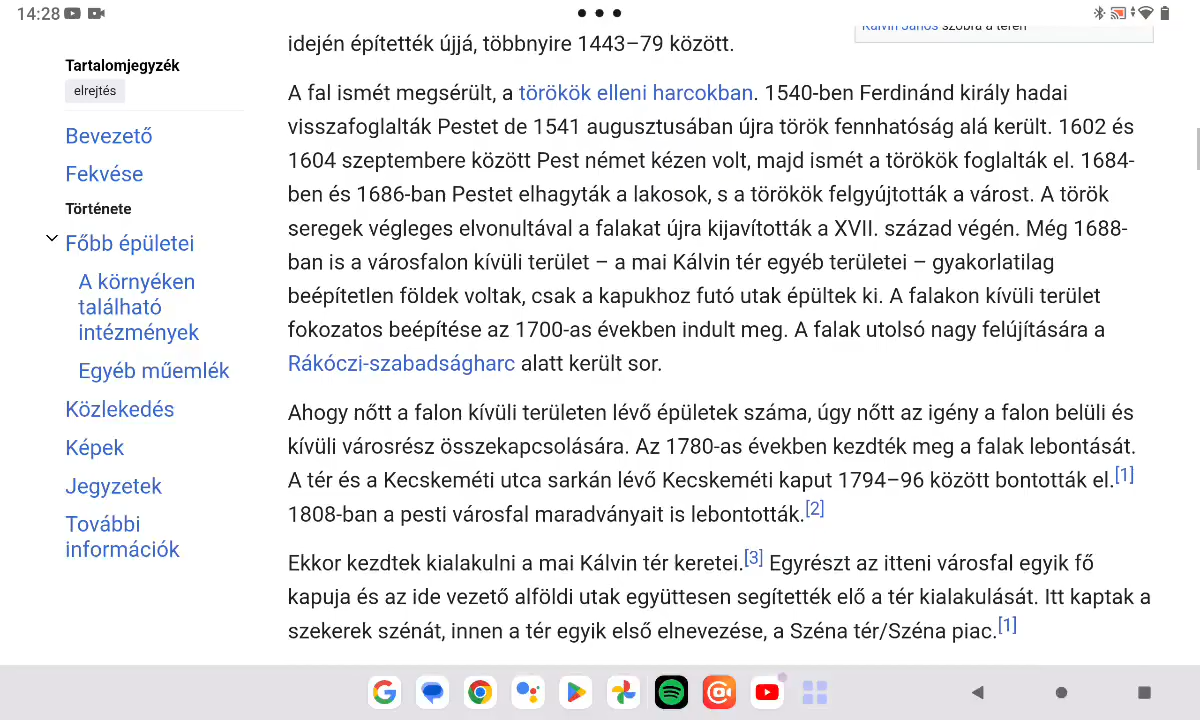 14:28
Kálvin János szobra a téren
idején építették újjá, többnyire 1443–79 között.
Tartalomjegyzék
elrejtés
Bevezető
Fekvése
Története
Főbb épületei
A környéken
található
intézmények
Egyéb műemlék
Közlekedés
Képek
Jegyzetek
További
információk
A fal ismét megsérült, a törökök elleni harcokban. 1540-ben Ferdinánd király hadai
visszafoglalták Pestet de 1541 augusztusában újra török fennhatóság alá került. 1602 és
1604 szeptembere között Pest német kézen volt, majd ismét a törökök foglalták el. 1684-
ben és 1686-ban Pestet elhagyták a lakosok, s a törökök felgyújtották a várost. A török
seregek végleges elvonultával a falakat újra kijavították a XVII. század végén. Még 1688-
ban is a városfalon kívüli terület – a mai Kálvin tér egyéb területei – gyakorlatilag
beépítetlen földek voltak, csak a kapukhoz futó utak épültek ki. A falakon kívüli terület
fokozatos beépítése az 1700-as években indult meg. A falak utolsó nagy felújítására a
Rákóczi-szabadságharc alatt került sor.
Ahogy nőtt a falon kívüli területen lévő épületek száma, úgy nőtt az igény a falon belüli és
kívüli városrész összekapcsolására. Az 1780-as években kezdték meg a falak lebontását.
A tér és a Kecskeméti utca sarkán lévő Kecskeméti kaput 1794–96 között bontották el.[1]
1808-ban a pesti városfal maradványait is lebontották.[2]
Ekkor kezdtek kialakulni a mai Kálvin tér keretei.[3] Egyrészt az itteni városfal egyik fő
kapuja és az ide vezető alföldi utak együttesen segítették elő a tér kialakulását. Itt kaptak a
szekerek szénát, innen a tér egyik első elnevezése, a Széna tér/Széna piac.[1]